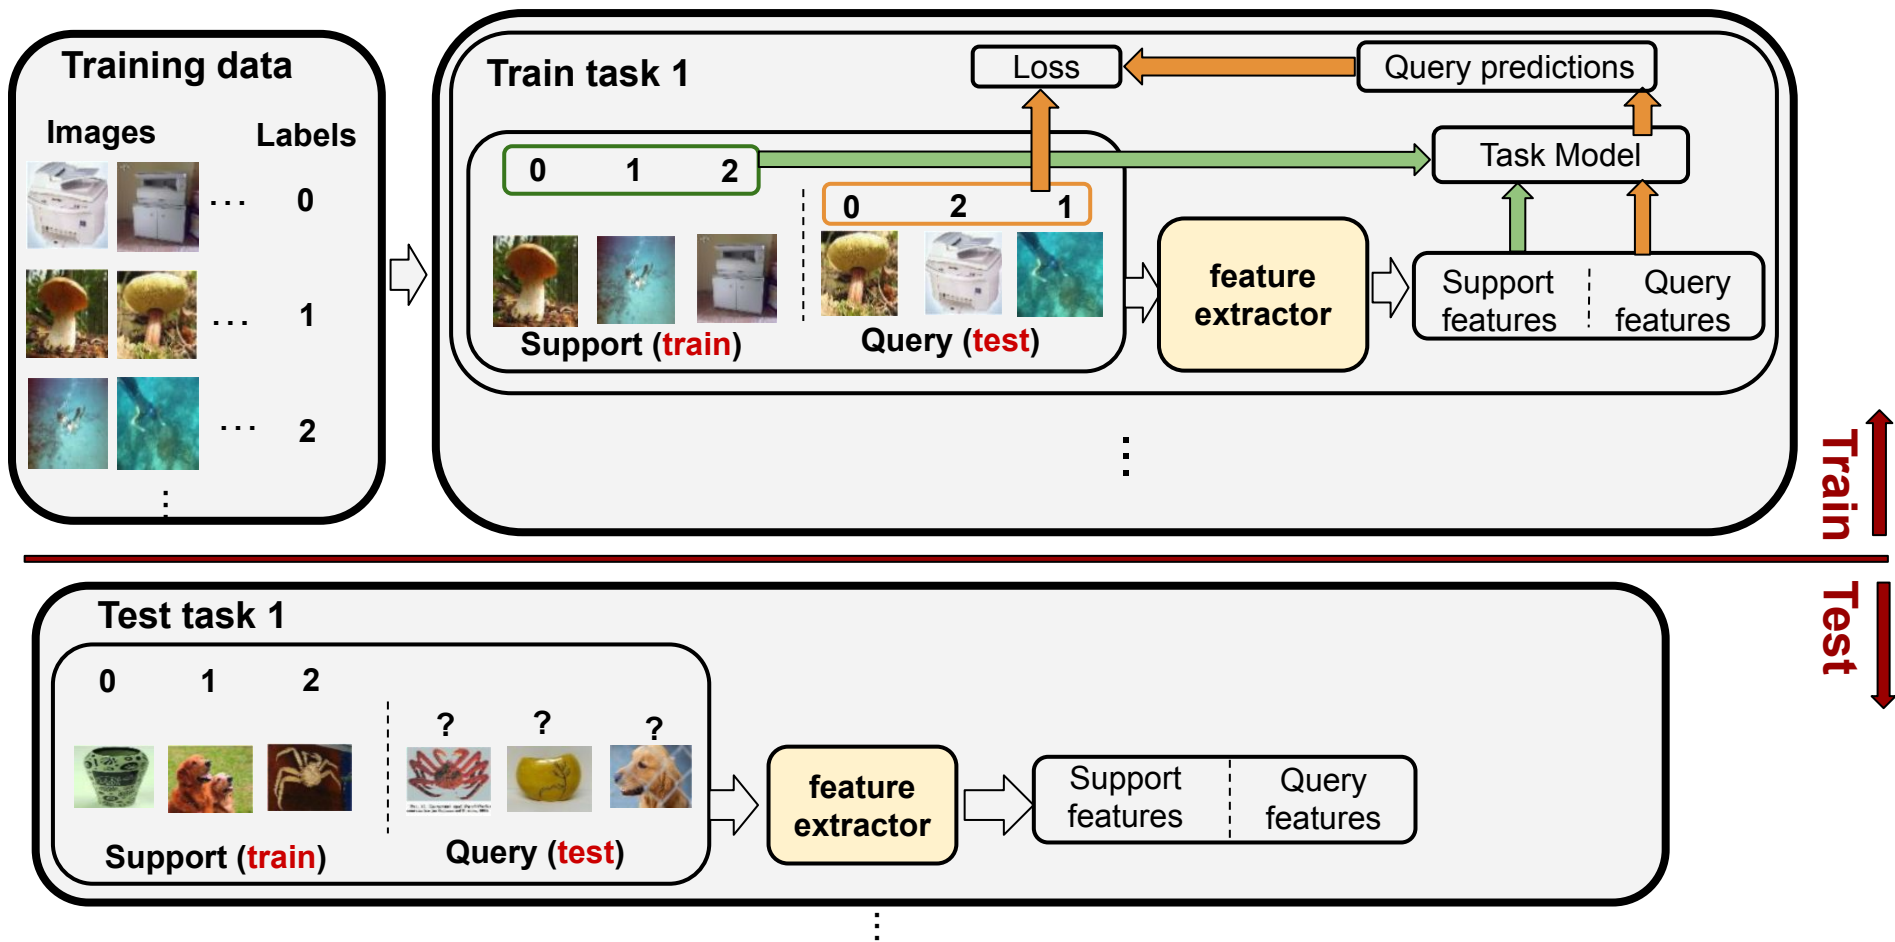 Training data
Images Labels
0
1
2
Train task 1
Loss
Query predictions
Task Model
0 1 2
0 2 1
Support (train)
Query (test)
feature
extractor
Support
features
Query
features
Train
Test
Test task 1
0 1 2
? ? ?
Support (train)
Query (test)
feature
extractor
Support
features
Query
features